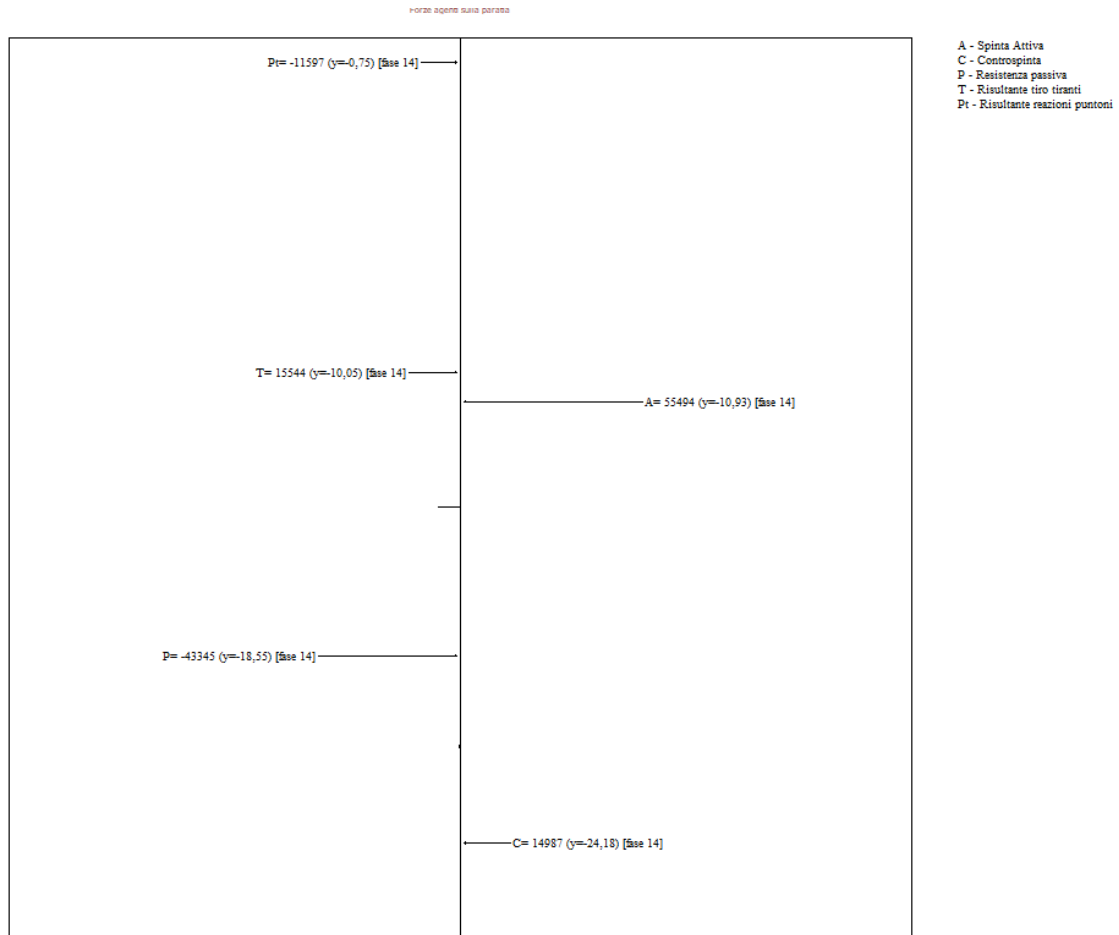 Forze agenti sulla paratia
A - Spinta Attiva
C - Controspinta
P - Resistenza passiva
T - Risultante tiro tiranti
Pt - Risultante reazioni puntoni
Pt= -11597 (y=-0,75) [fase 14]
T= 15544 (y=-10,05) [fase 14]
A= 55494 (y=-10,93) [fase 14]
P= -43345 (y=-18,55) [fase 14]
C= 14987 (y=-24,18) [fase 14]